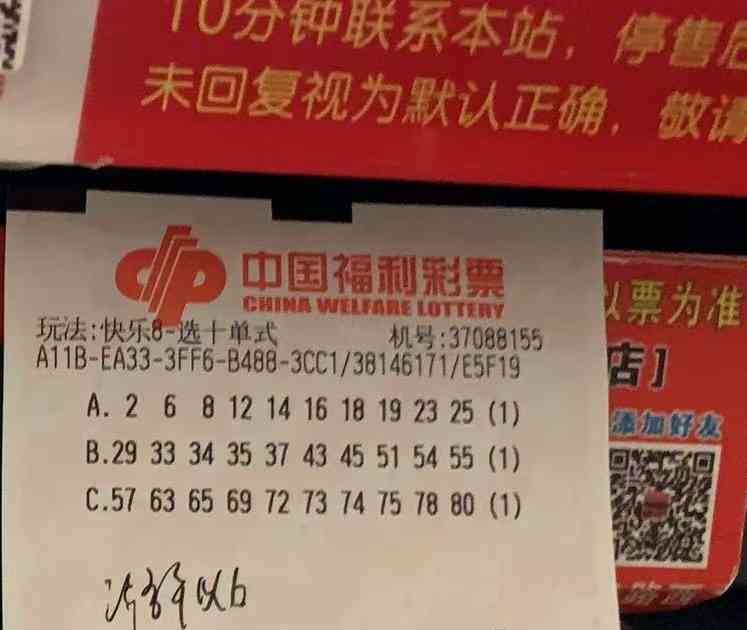 10分钟联系本站，停售后
未回复视为默认正确，敬请
中国福利彩票
CHINA WELFARE LOTTERY
玩法:快乐8-选十单式 机号:37088155
A11B-EA33-3FF6-B488-3CC1/38146171/E5F19
A. 2 6 8 12 14 16 18 19 23 25 (1)
B.29 33 34 35 37 43 45 51 54 55 (1)
C.57 63 65 69 72 73 74 75 78 80 (1)
以票为准
店]
添加好友